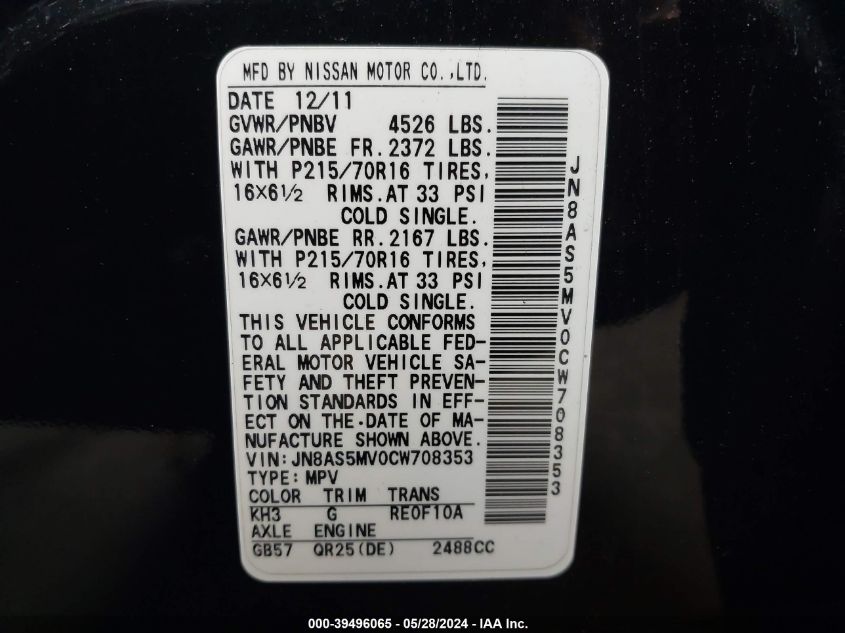 MFD BY NISSAN MOTOR CO.,LTD.
DATE 12/11
GVWR/PNBV 4526 LBS.
GAWR/PNBE FR.2372 LBS.
WITH P215/70R16 TIRES,
16×6½ RIMS.AT 33 PSI
COLD SINGLE.
GAWR/PNBE RR.2167 LBS.
WITH P215/70R16 TIRES,
16×6½ RIMS.AT 33 PSI
COLD SINGLE.
THIS VEHICLE CONFORMS
TO ALL APPLICABLE FED-
ERAL MOTOR VEHICLE SA-
FETY AND THEFT PREVEN-
TION STANDARDS IN EFF-
ECT ON THE DATE OF MA-
NUFACTURE SHOWN ABOVE.
VIN:JN8AS5MV0CW708353
TYPE:MPV
COLOR TRIM TRANS
KH3 G RE0F10A
AXLE ENGINE
GB57 QR25(DE) 2488CC
JN8AS5MV0CW708353
000-39496065 - 05/28/2024 - IAA Inc.